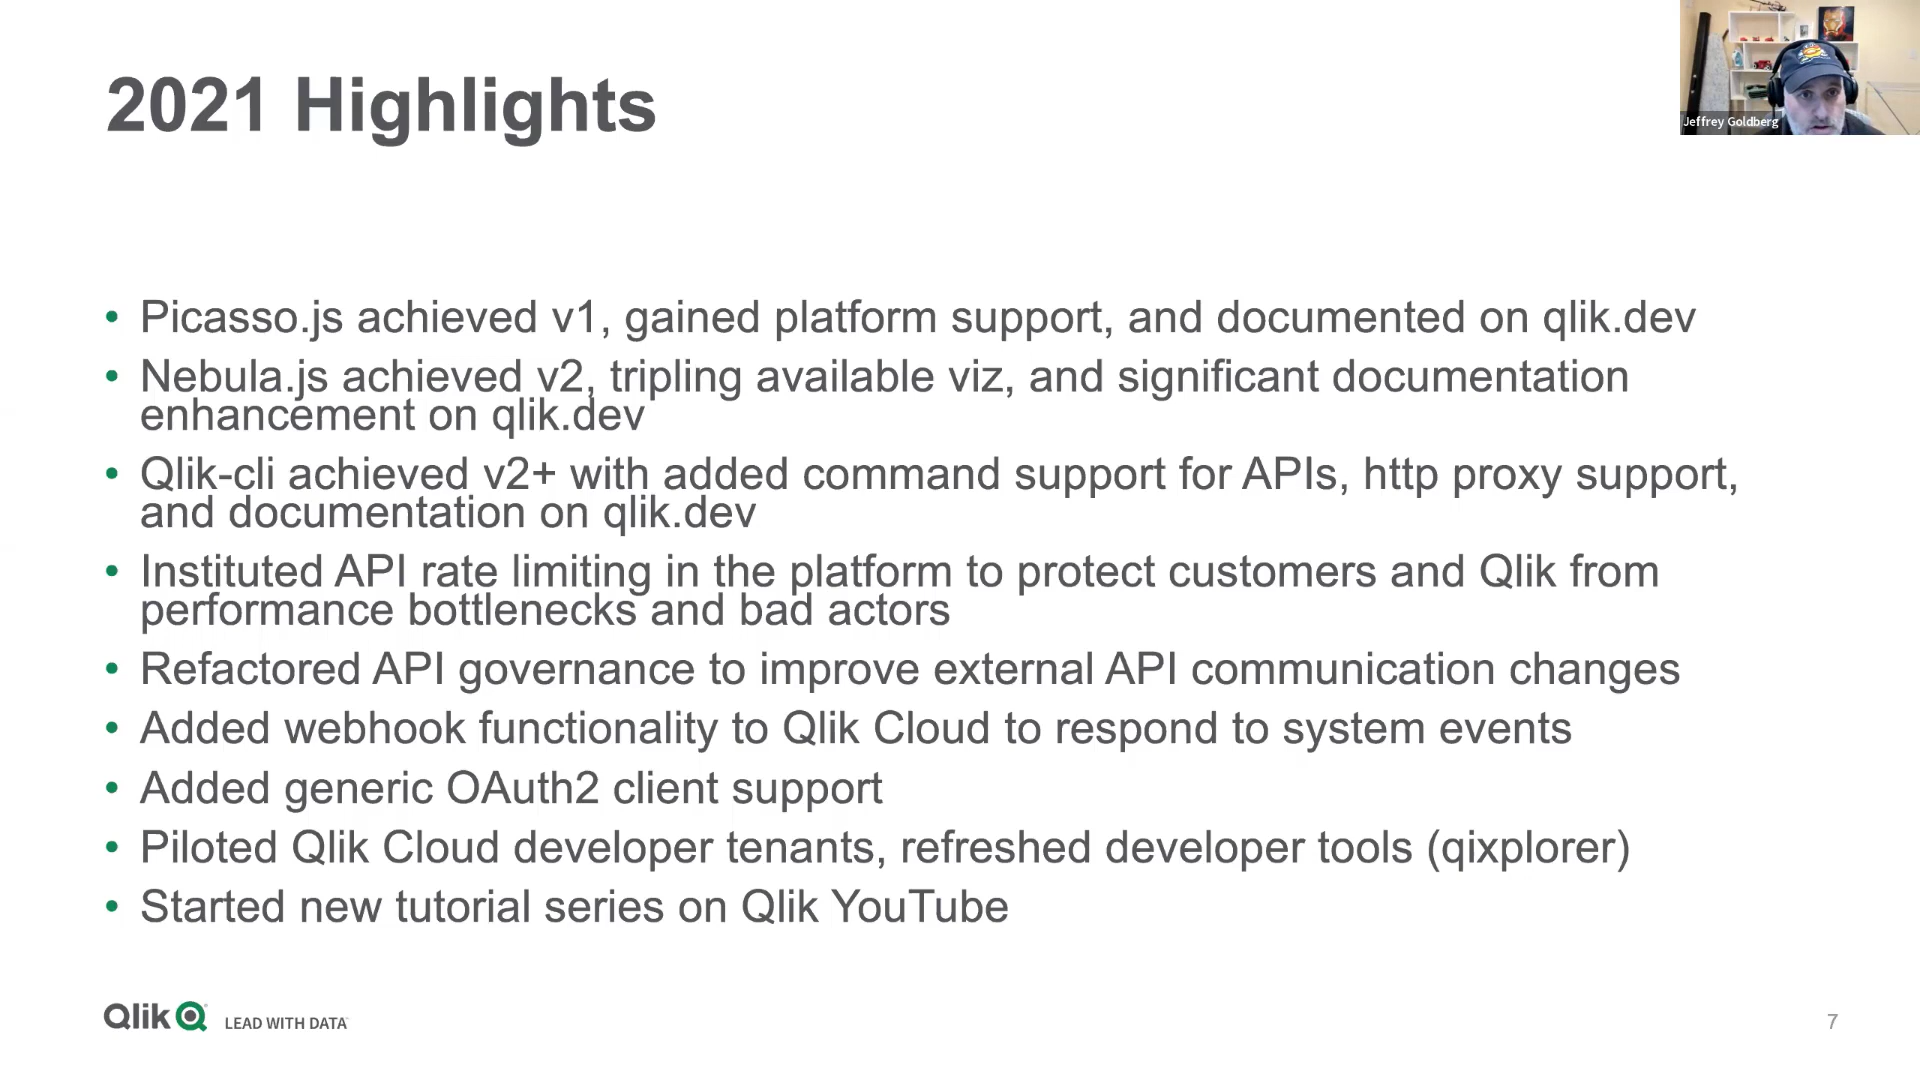 2021 Highlights
Jeffrey Goldberg
• Picasso.js achieved v1, gained platform support, and documented on qlik.dev
• Nebula.js achieved v2, tripling available viz, and significant documentation
enhancement on qlik.dev
• Qlik-cli achieved v2+ with added command support for APIs, http proxy support,
and documentation on qlik.dev
• Instituted API rate limiting in the platform to protect customers and Qlik from
performance bottlenecks and bad actors
• Refactored API governance to improve external API communication changes
• Added webhook functionality to Qlik Cloud to respond to system events
• Added generic OAuth2 client support
• Piloted Qlik Cloud developer tenants, refreshed developer tools (qixplorer)
• Started new tutorial series on Qlik YouTube
Qlik LEAD WITH DATA
7